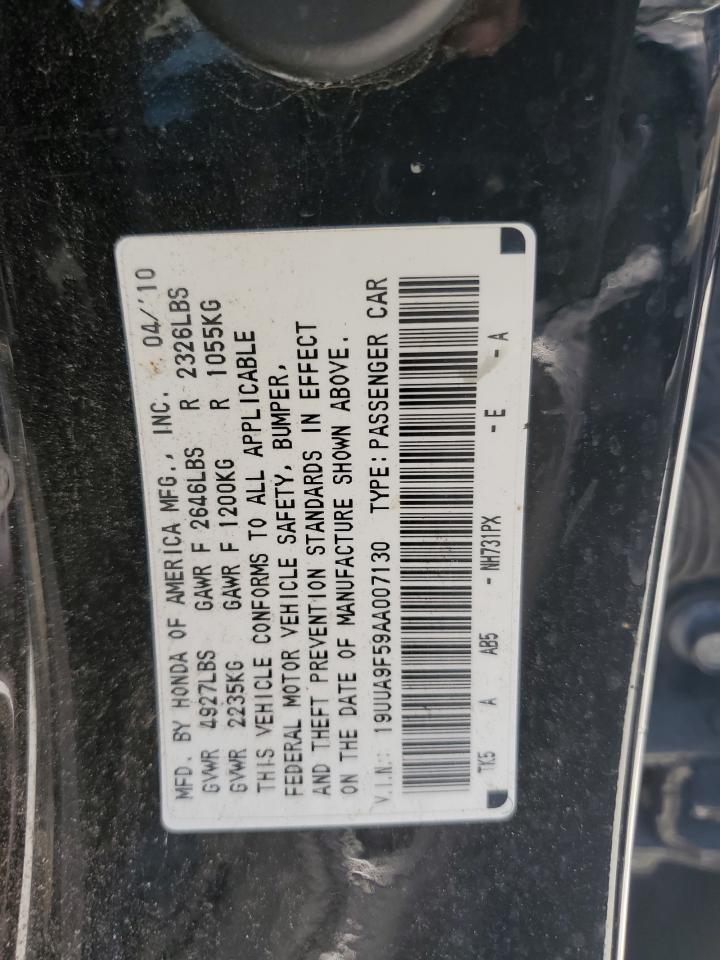 MFD. BY HONDA OF AMERICA MFG., INC. 04/'10
GVWR 4927LBS GAWR F 2646LBS R 2326LBS
GVWR 2235KG GAWR F 1200KG R 1055KG
THIS VEHICLE CONFORMS TO ALL APPLICABLE
FEDERAL MOTOR VEHICLE SAFETY, BUMPER,
AND THEFT PREVENTION STANDARDS IN EFFECT
ON THE DATE OF MANUFACTURE SHOWN ABOVE.
V.I.N.: 19UUA9F59AA007130 TYPE:PASSENGER CAR
TK5 A AB5 - NH731PX - E - A